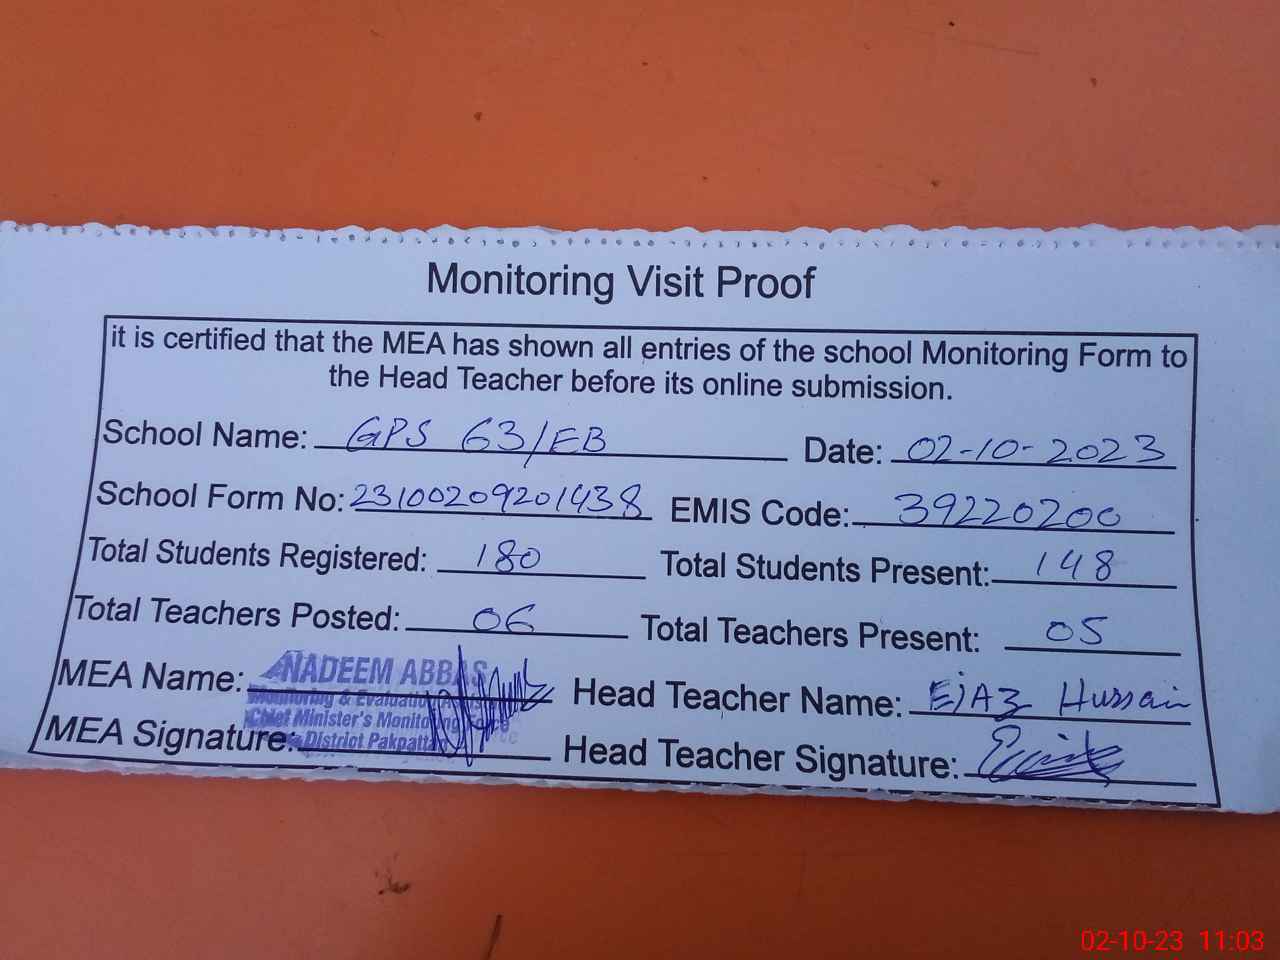 Monitoring Visit Proof
it is certified that the MEA has shown all entries of the school Monitoring Form to
the Head Teacher before its online submission.
School Name: GPS 63/EB Date: 02-10-2023
School Form No: 23100209201438 EMIS Code: 39220200
Total Students Registered: 180 Total Students Present: 148
Total Teachers Posted: 06 Total Teachers Present: 05
MEA Name: NADEEM ABBAS Head Teacher Name: EjAz Hussain
Monitoring & Evaluation
Chief Minister's Monitoring
District Pakpattan
MEA Signature: Head Teacher Signature:
02-10-23 11:03